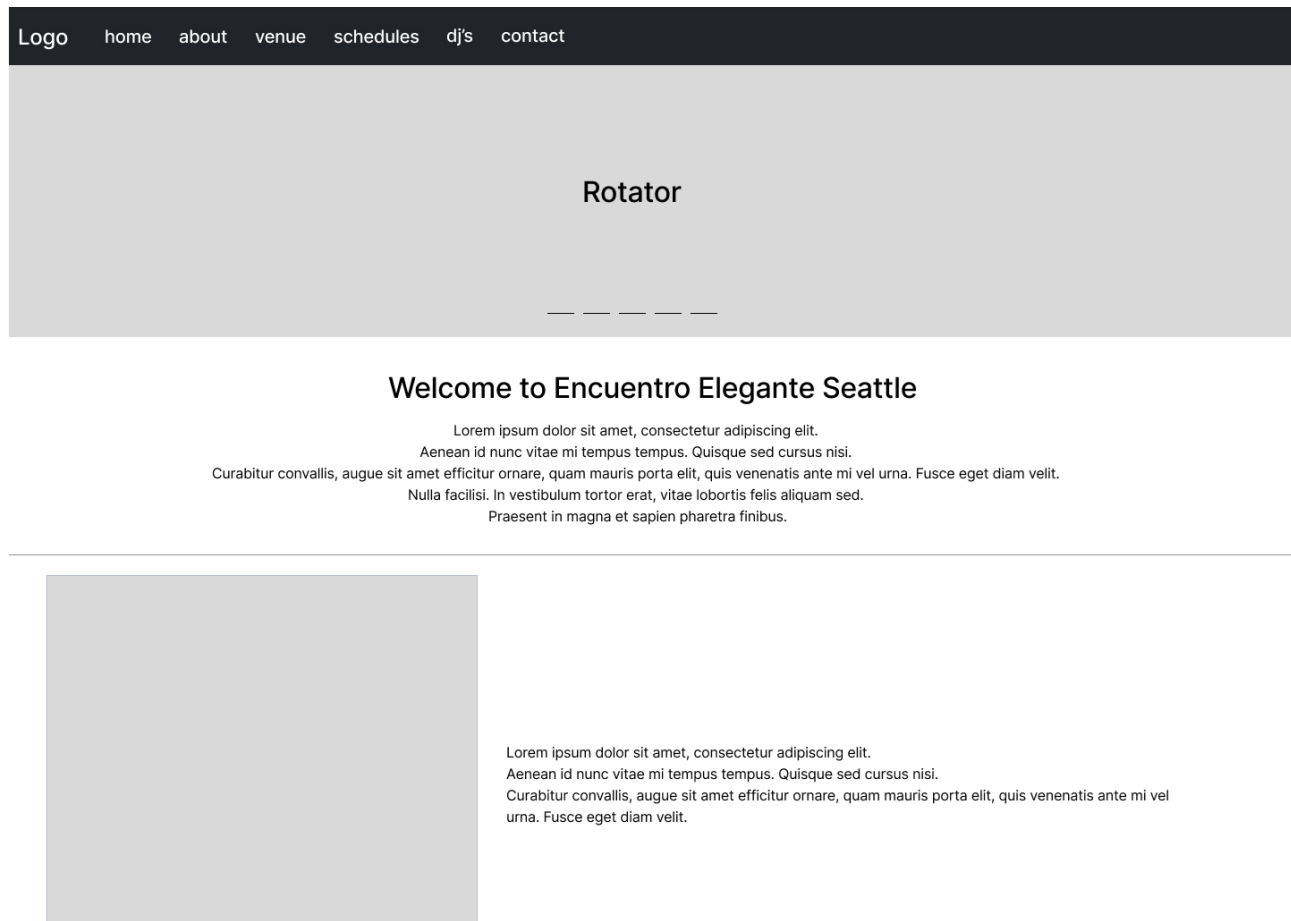 Logo home about venue schedules dj's contact
Rotator
Welcome to Encuentro Elegante Seattle
Lorem ipsum dolor sit amet, consectetur adipiscing elit.
Aenean id nunc vitae mi tempus tempus. Quisque sed cursus nisi.
Curabitur convallis, augue sit amet efficitur ornare, quam mauris porta elit, quis venenatis ante mi vel urna. Fusce eget diam velit.
Nulla facilisi. In vestibulum tortor erat, vitae lobortis felis aliquam sed.
Praesent in magna et sapien pharetra finibus.
Lorem ipsum dolor sit amet, consectetur adipiscing elit.
Aenean id nunc vitae mi tempus tempus. Quisque sed cursus nisi.
Curabitur convallis, augue sit amet efficitur ornare, quam mauris porta elit, quis venenatis ante mi vel
urna. Fusce eget diam velit.